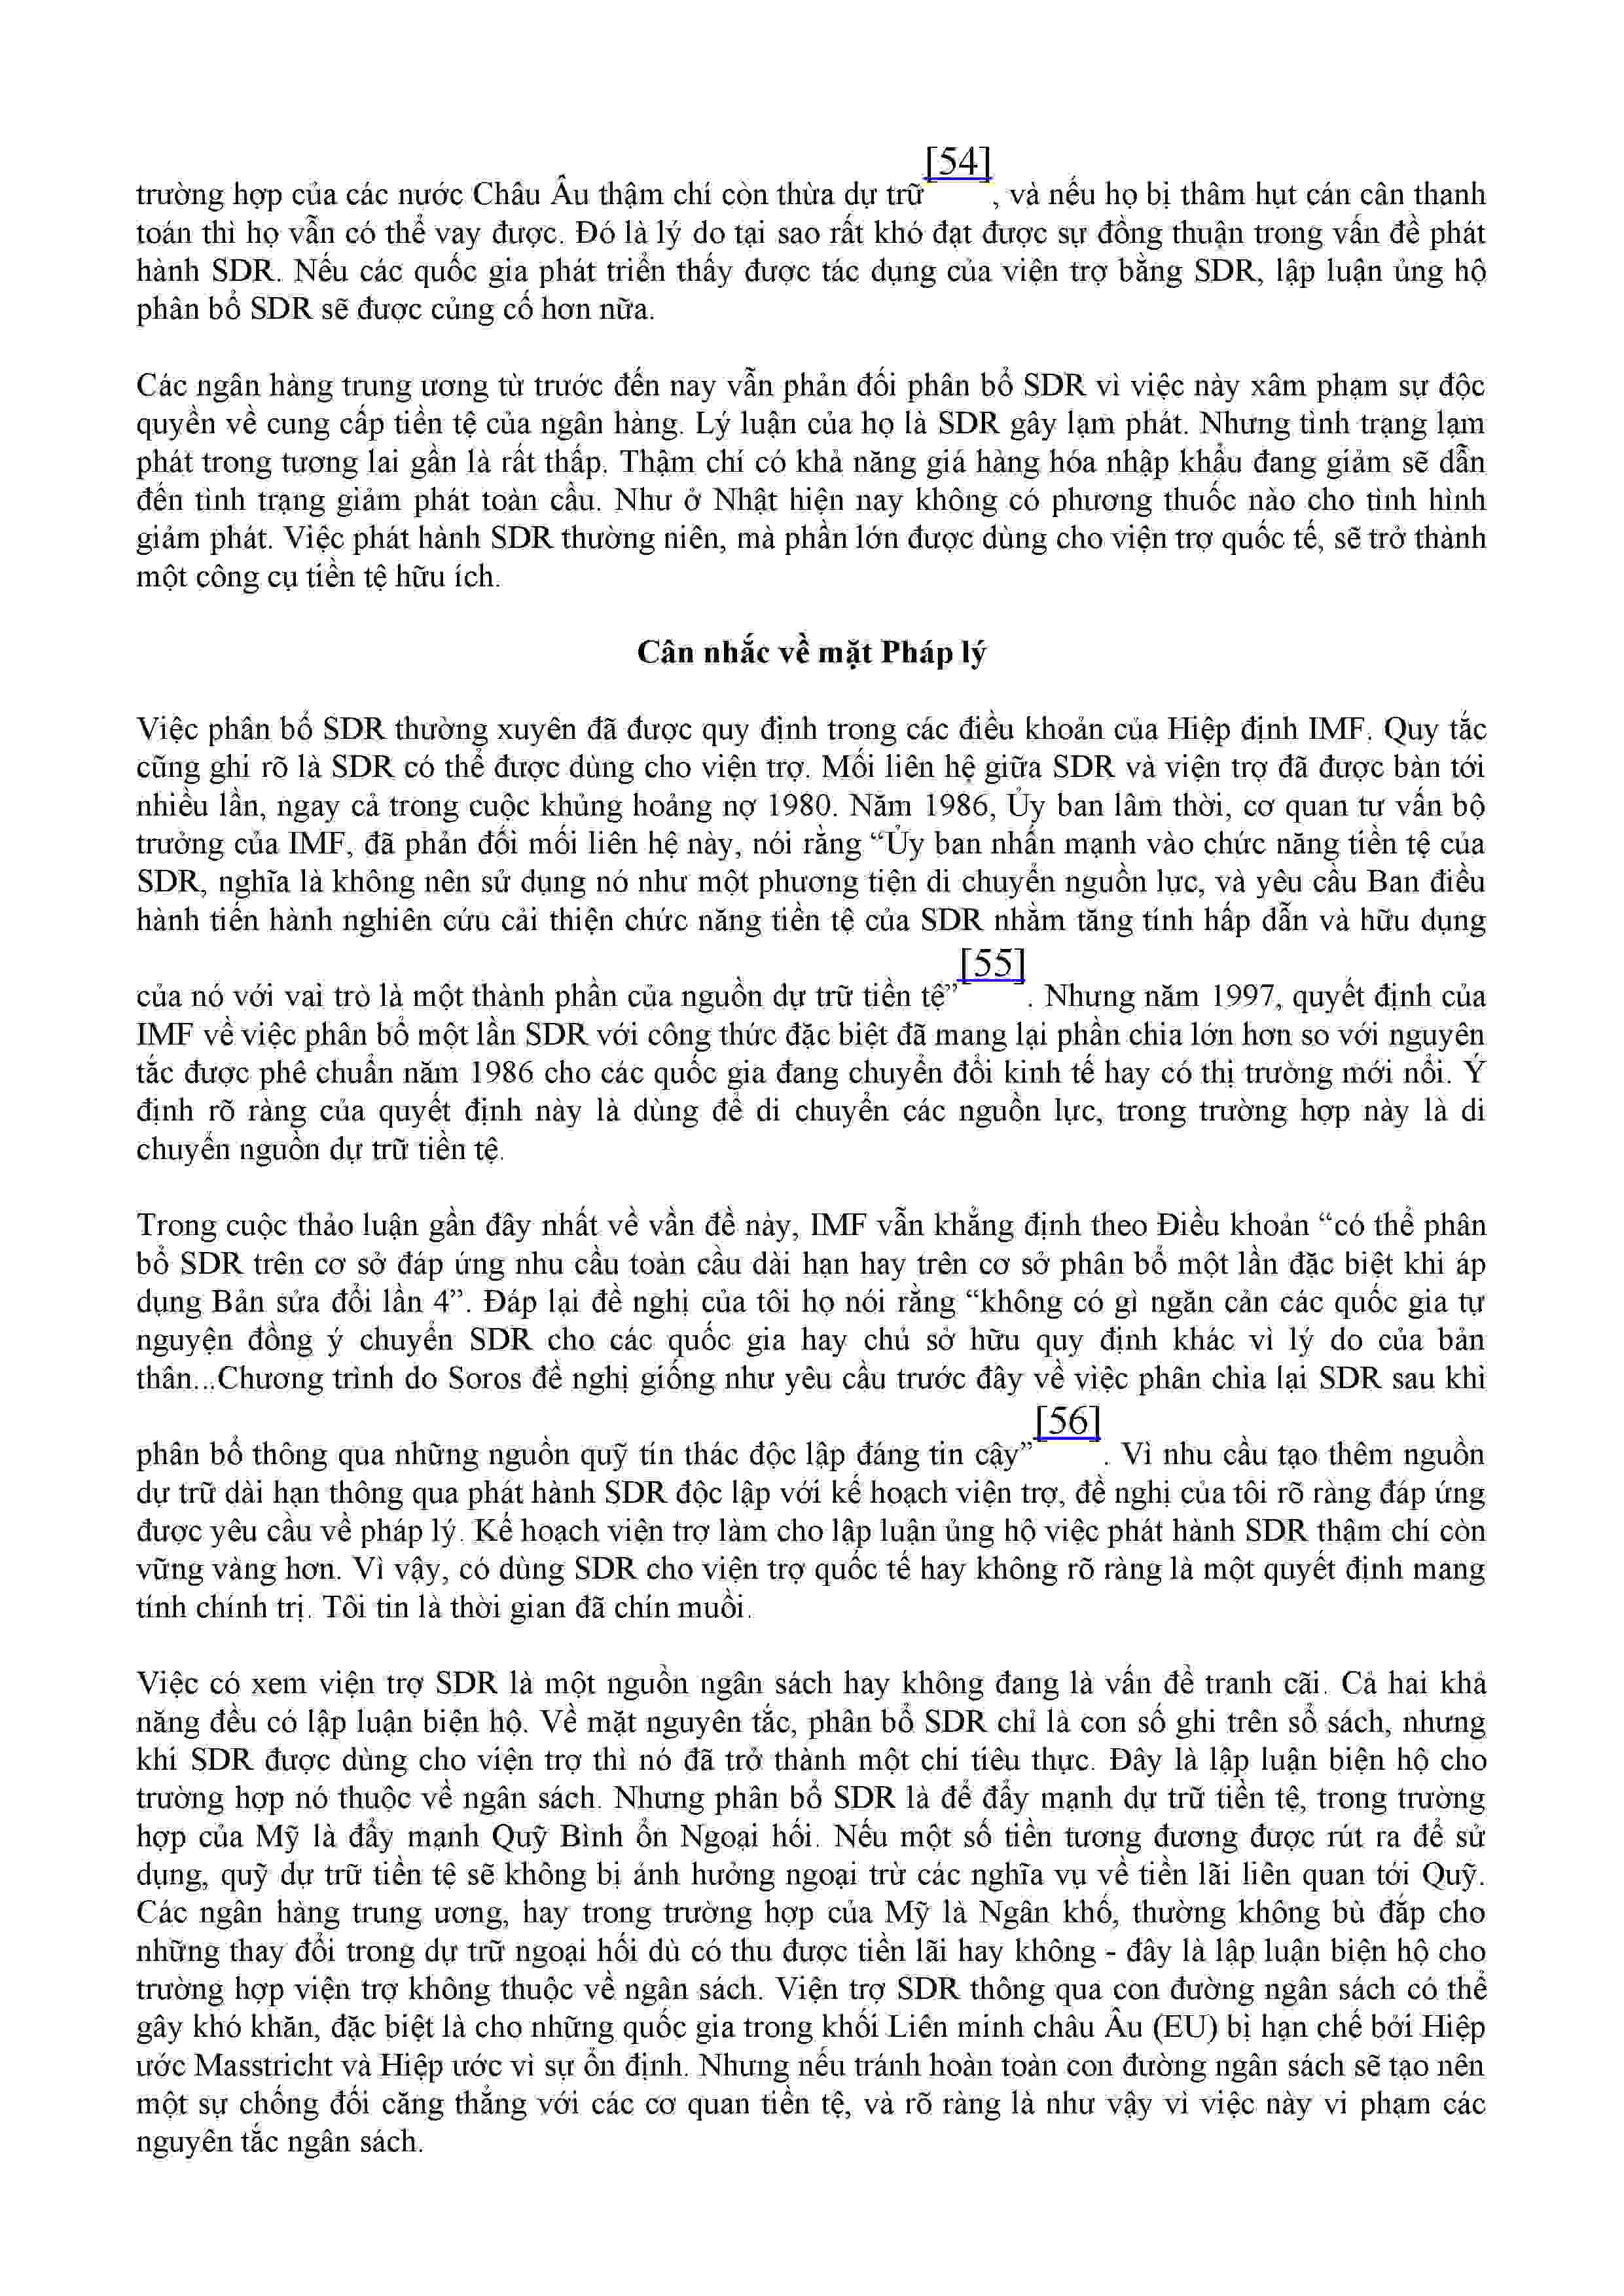 trường hợp của các nước Châu Âu thậm chí còn thừa dự trữ[54], và nếu họ bị thâm hụt cán cân thanh
toán thì họ vẫn có thể vay được. Đó là lý do tại sao rất khó đạt được sự đồng thuận trong vấn đề phát
hành SDR. Nếu các quốc gia phát triển thấy được tác dụng của viện trợ bằng SDR, lập luận ủng hộ
phân bổ SDR sẽ được củng cố hơn nữa.
Các ngân hàng trung ương từ trước đến nay vẫn phản đối phân bổ SDR vì việc này xâm phạm sự độc
quyền về cung cấp tiền tệ của ngân hàng. Lý luận của họ là SDR gây lạm phát. Nhưng tình trạng lạm
phát trong tương lai gần là rất thấp. Thậm chí có khả năng giá hàng hóa nhập khẩu đang giảm sẽ dẫn
đến tình trạng giảm phát toàn cầu. Như ở Nhật hiện nay không có phương thuốc nào cho tình hình
giảm phát. Việc phát hành SDR thường niên, mà phần lớn được dùng cho viện trợ quốc tế, sẽ trở thành
một công cụ tiền tệ hữu ích.
Cân nhắc về mặt Pháp lý
Việc phân bổ SDR thường xuyên đã được quy định trong các điều khoản của Hiệp định IMF. Quy tắc
cũng ghi rõ là SDR có thể được dùng cho viện trợ. Mối liên hệ giữa SDR và viện trợ đã được bàn tới
nhiều lần, ngay cả trong cuộc khủng hoảng nợ 1980. Năm 1986, Ủy ban lâm thời, cơ quan tư vấn bộ
trưởng của IMF, đã phản đối mối liên hệ này, nói rằng “Ủy ban nhấn mạnh vào chức năng tiền tệ của
SDR, nghĩa là không nên sử dụng nó như một phương tiện di chuyển nguồn lực, và yêu cầu Ban điều
hành tiến hành nghiên cứu cải thiện chức năng tiền tệ của SDR nhằm tăng tính hấp dẫn và hữu dụng
của nó với vai trò là một thành phần của nguồn dự trữ tiền tệ”[55]. Nhưng năm 1997, quyết định của
IMF về việc phân bổ một lần SDR với công thức đặc biệt đã mang lại phần chia lớn hơn so với nguyên
tắc được phê chuẩn năm 1986 cho các quốc gia đang chuyển đổi kinh tế hay có thị trường mới nổi. Ý
định rõ ràng của quyết định này là dùng để di chuyển các nguồn lực, trong trường hợp này là di
chuyển nguồn dự trữ tiền tệ.
Trong cuộc thảo luận gần đây nhất về vần đề này, IMF vẫn khẳng định theo Điều khoản “có thể phân
bổ SDR trên cơ sở đáp ứng nhu cầu toàn cầu dài hạn hay trên cơ sở phân bổ một lần đặc biệt khi áp
dụng Bản sửa đổi lần 4”. Đáp lại đề nghị của tôi họ nói rằng “không có gì ngăn cản các quốc gia tự
nguyện đồng ý chuyển SDR cho các quốc gia hay chủ sở hữu quy định khác vì lý do của bản
thân...Chương trình do Soros đề nghị giống như yêu cầu trước đây về việc phân chia lại SDR sau khi
phân bổ thông qua những nguồn quỹ tín thác độc lập đáng tin cậy”[56]. Vì nhu cầu tạo thêm nguồn
dự trữ dài hạn thông qua phát hành SDR độc lập với kế hoạch viện trợ, đề nghị của tôi rõ ràng đáp ứng
được yêu cầu về pháp lý. Kế hoạch viện trợ làm cho lập luận ủng hộ việc phát hành SDR thậm chí còn
vững vàng hơn. Vì vậy, có dùng SDR cho viện trợ quốc tế hay không rõ ràng là một quyết định mang
tính chính trị. Tôi tin là thời gian đã chín muồi.
Việc có xem viện trợ SDR là một nguồn ngân sách hay không đang là vấn đề tranh cãi. Cả hai khả
năng đều có lập luận biện hộ. Về mặt nguyên tắc, phân bổ SDR chỉ là con số ghi trên sổ sách, nhưng
khi SDR được dùng cho viện trợ thì nó đã trở thành một chi tiêu thực. Đây là lập luận biện hộ cho
trường hợp nó thuộc về ngân sách. Nhưng phân bổ SDR là để đẩy mạnh dự trữ tiền tệ, trong trường
hợp của Mỹ là đẩy mạnh Quỹ Bình ổn Ngoại hối. Nếu một số tiền tương đương được rút ra để sử
dụng, quỹ dự trữ tiền tệ sẽ không bị ảnh hưởng ngoại trừ các nghĩa vụ về tiền lãi liên quan tới Quỹ.
Các ngân hàng trung ương, hay trong trường hợp của Mỹ là Ngân khố, thường không bù đắp cho
những thay đổi trong dự trữ ngoại hối dù có thu được tiền lãi hay không - đây là lập luận biện hộ cho
trường hợp viện trợ không thuộc về ngân sách. Viện trợ SDR thông qua con đường ngân sách có thể
gây khó khăn, đặc biệt là cho những quốc gia trong khối Liên minh châu Âu (EU) bị hạn chế bởi Hiệp
ước Masstricht và Hiệp ước vì sự ổn định. Nhưng nếu tránh hoàn toàn con đường ngân sách sẽ tạo nên
một sự chống đối căng thẳng với các cơ quan tiền tệ, và rõ ràng là như vậy vì việc này vi phạm các
nguyên tắc ngân sách.